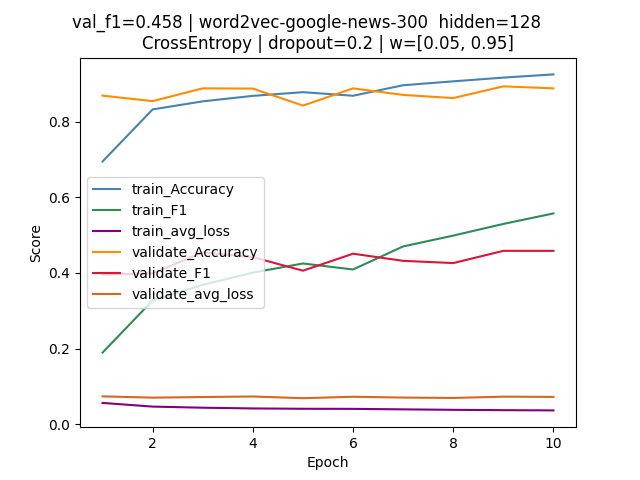 val_f1=0.458 | word2vec-google-news-300  hidden=128
CrossEntropy | dropout=0.2 | w=[0.05, 0.95]
Score
0.8
0.6
0.4
0.2
0.0
train_Accuracy
train_F1
train_avg_loss
validate_Accuracy
validate_F1
validate_avg_loss
2 4 6 8 10
Epoch